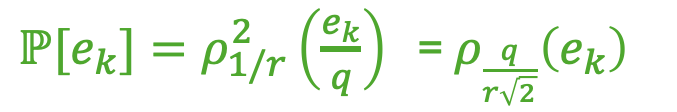 ℙ[e_k] = ρ²_{1/r} (e_k/q) = ρ_{q/(r√2)}(e_k)